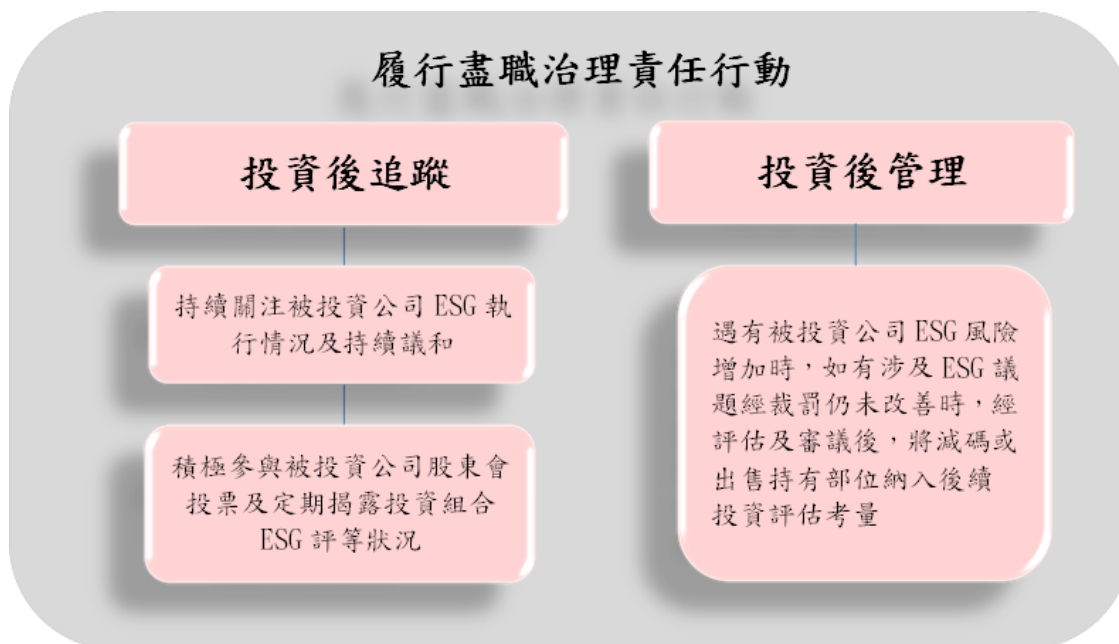 履行盡職治理責任行動
投資後追蹤
持續關注被投資公司 ESG 執
行情況及持續議和
積極參與被投資公司股東會
投票及定期揭露投資組合
ESG 評等狀況
投資後管理
遇有被投資公司 ESG 風險
增加時，如有涉及 ESG 議
題經裁罰仍未改善時，經
評估及審議後，將減碼或
出售持有部位納入後續
投資評估考量